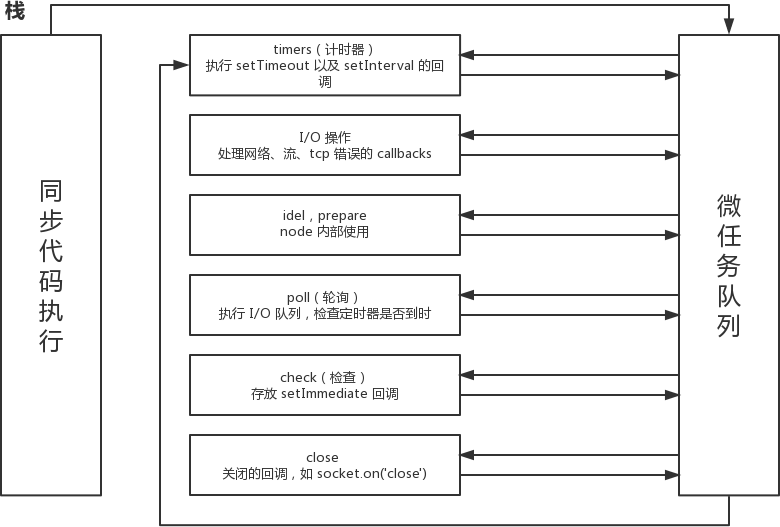 栈
同步代码执行
timers（计时器）
执行 setTimeout 以及 setInterval 的回
调
I/O 操作
处理网络、流、tcp 错误的 callbacks
idel，prepare
node 内部使用
poll（轮询）
执行 I/O 队列，检查定时器是否到时
check（检查）
存放 setImmediate 回调
close
关闭的回调，如 socket.on('close')
微任务队列